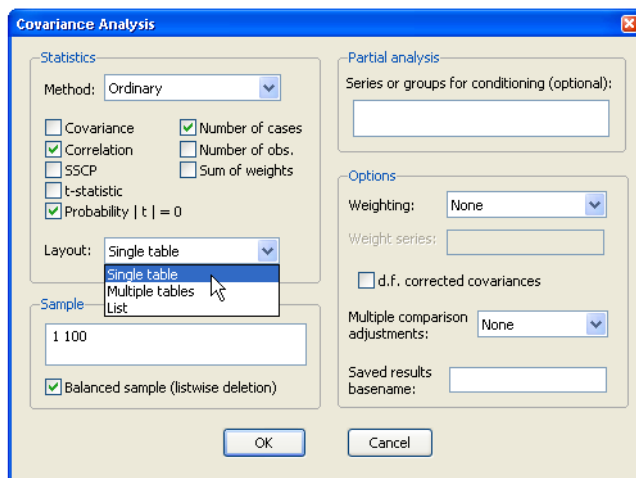 Covariance Analysis
Statistics
Method: Ordinary
Covariance
Number of cases
Correlation
Number of obs.
SSCP
Sum of weights
t-statistic
Probability | t | = 0
Layout: Single table
Single table
Multiple tables
List
Sample
1 100
Balanced sample (listwise deletion)
Partial analysis
Series or groups for conditioning (optional):
Options
Weighting: None
Weight series:
d.f. corrected covariances
Multiple comparison
adjustments: None
Saved results
basename:
OK
Cancel